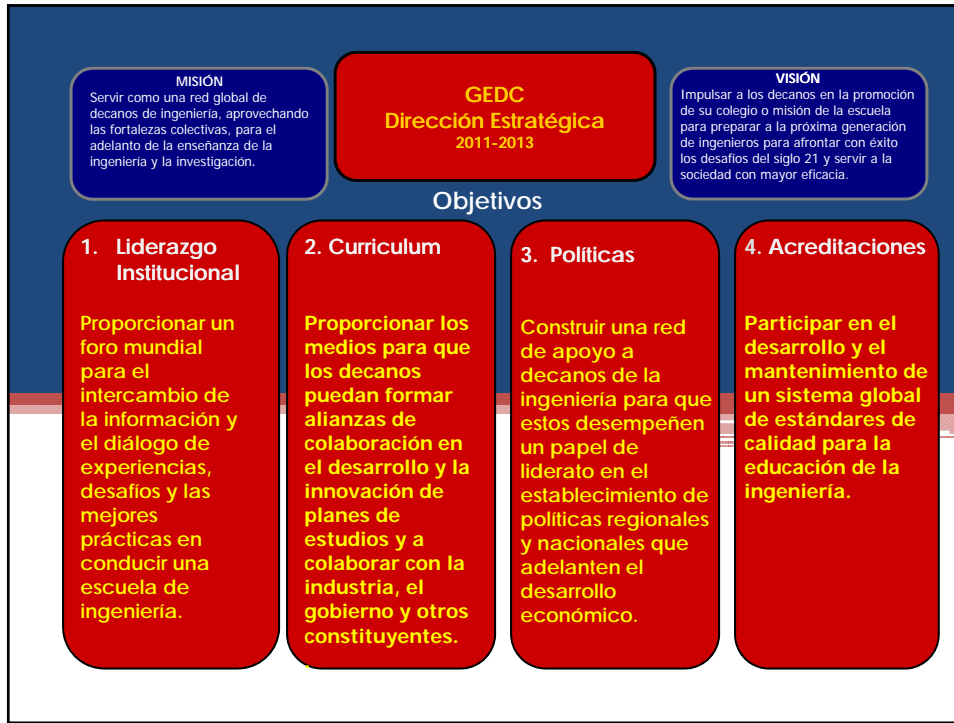 MISIÓN
Servir como una red global de
decanos de ingeniería, aprovechando
las fortalezas colectivas, para el
adelanto de la enseñanza de la
ingeniería y la investigación.
GEDC
Dirección Estratégica
2011-2013
VISIÓN
Impulsar a los decanos en la promoción
de su colegio o misión de la escuela
para preparar a la próxima generación
de ingenieros para afrontar con éxito
los desafíos del siglo 21 y servir a la
sociedad con mayor eficacia.
Objetivos
1. Liderazgo
Institucional
Proporcionar un
foro mundial
para el
intercambio de
la información y
el diálogo de
experiencias,
desafíos y las
mejores
prácticas en
conducir una
escuela de
ingeniería.
2. Curriculum
Proporcionar los
medios para que
los decanos
puedan formar
alianzas de
colaboración en
el desarrollo y la
innovación de
planes de
estudios y a
colaborar con la
industria, el
gobierno y otros
constituyentes.
.
3. Políticas
Construir una red
de apoyo a
decanos de la
ingeniería para que
estos desempeñen
un papel de
liderato en el
establecimiento de
políticas regionales
y nacionales que
adelanten el
desarrollo
económico.
4. Acreditaciones
Participar en el
desarrollo y el
mantenimiento de
un sistema global
de estándares de
calidad para la
educación de la
ingeniería.